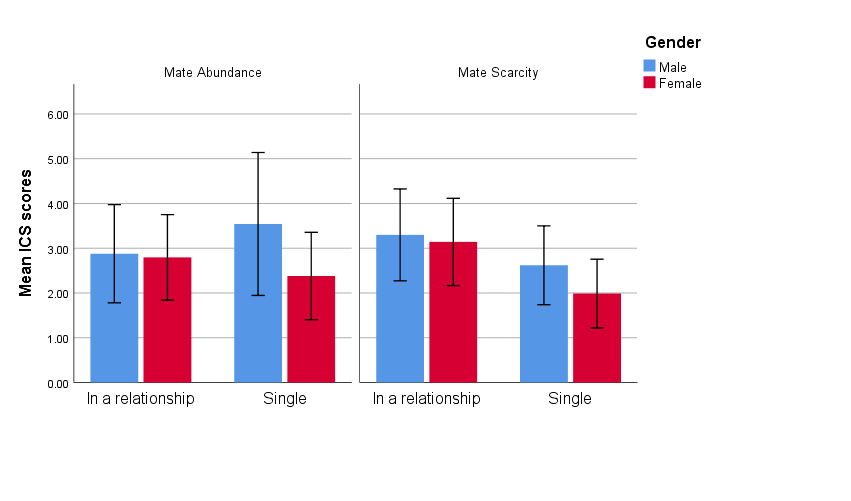 Gender
Male
Female
Mate Abundance
Mate Scarcity
Mean ICS scores
6.00
5.00
4.00
3.00
2.00
1.00
0.00
In a relationship
Single
In a relationship
Single